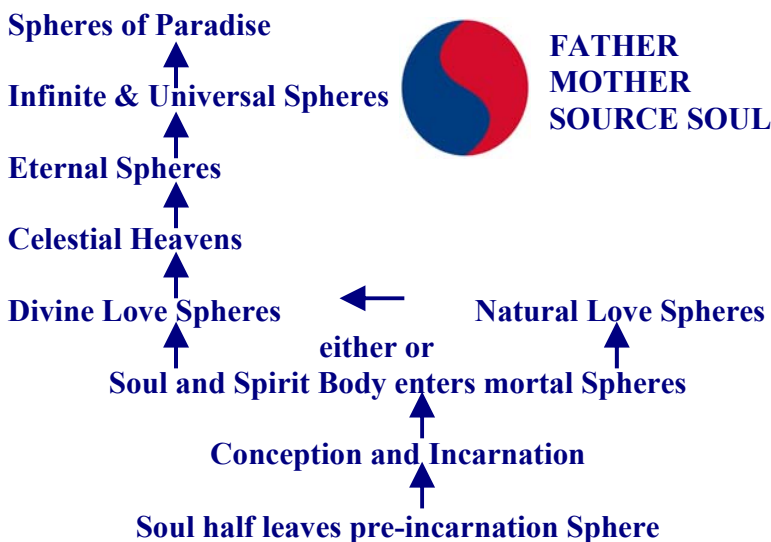 Spheres of Paradise
FATHER
MOTHER
SOURCE SOUL
Infinite & Universal Spheres
Eternal Spheres
Celestial Heavens
Divine Love Spheres
Natural Love Spheres
either or
Soul and Spirit Body enters mortal Spheres
Conception and Incarnation
Soul half leaves pre-incarnation Sphere